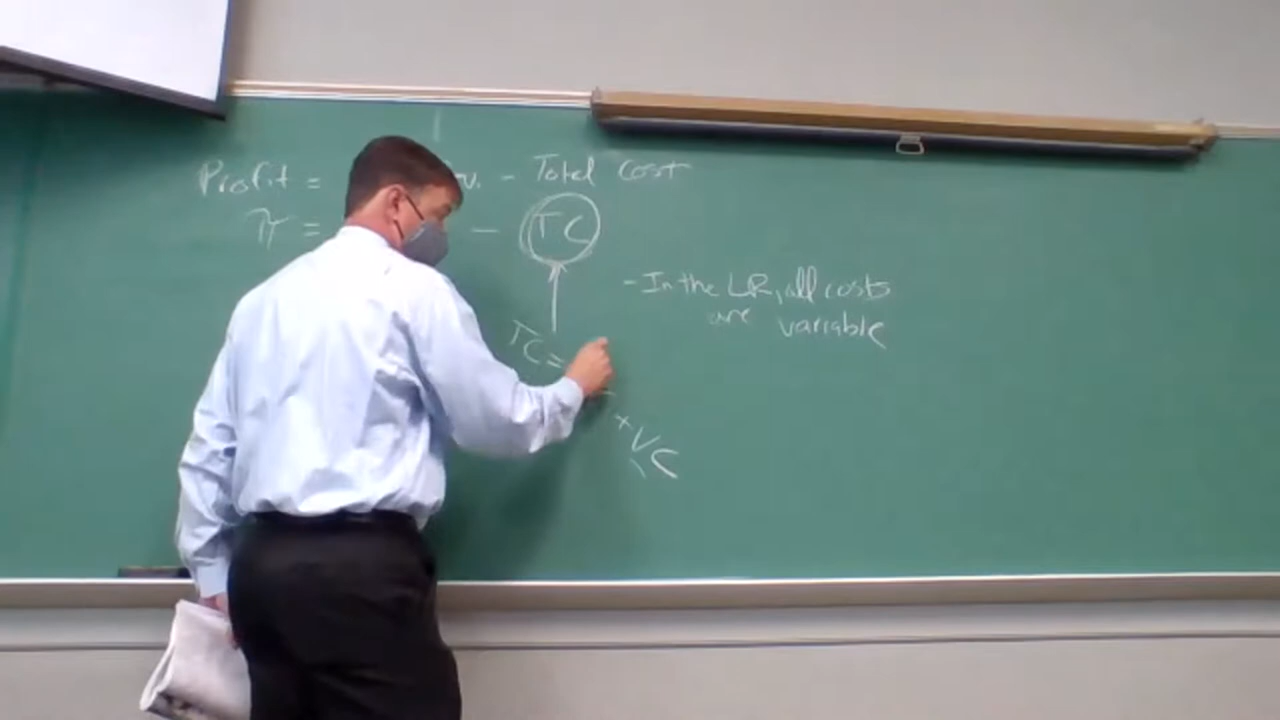 Profit = v. - Total cost
π = - TC
- In the LR, all costs
are variable
TC =
+ VC